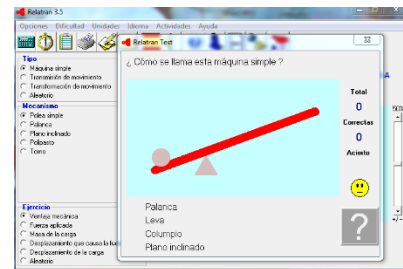 Relatran 3.5
Opciones Dificultad Unidades Idioma Actividades Ayuda
Tipo
Máquina simple
Transmisión de movimiento
Transformación de movimiento
Aleatorio
Mecanismo
Polea simple
Palanca
Plano inclinado
Polipasto
Torno
Ejercicio
Ventaja mecánica
Fuerza aplicada
Masa de la carga
Desplazamiento que causa la fue
Desplazamiento de la carga
Aleatorio
Relatran Test
¿ Cómo se llama esta máquina simple ?
Total
0
Correctas
0
Acierto
Palanca
Leva
Columpio
Plano inclinado
?
A
50%
+/-